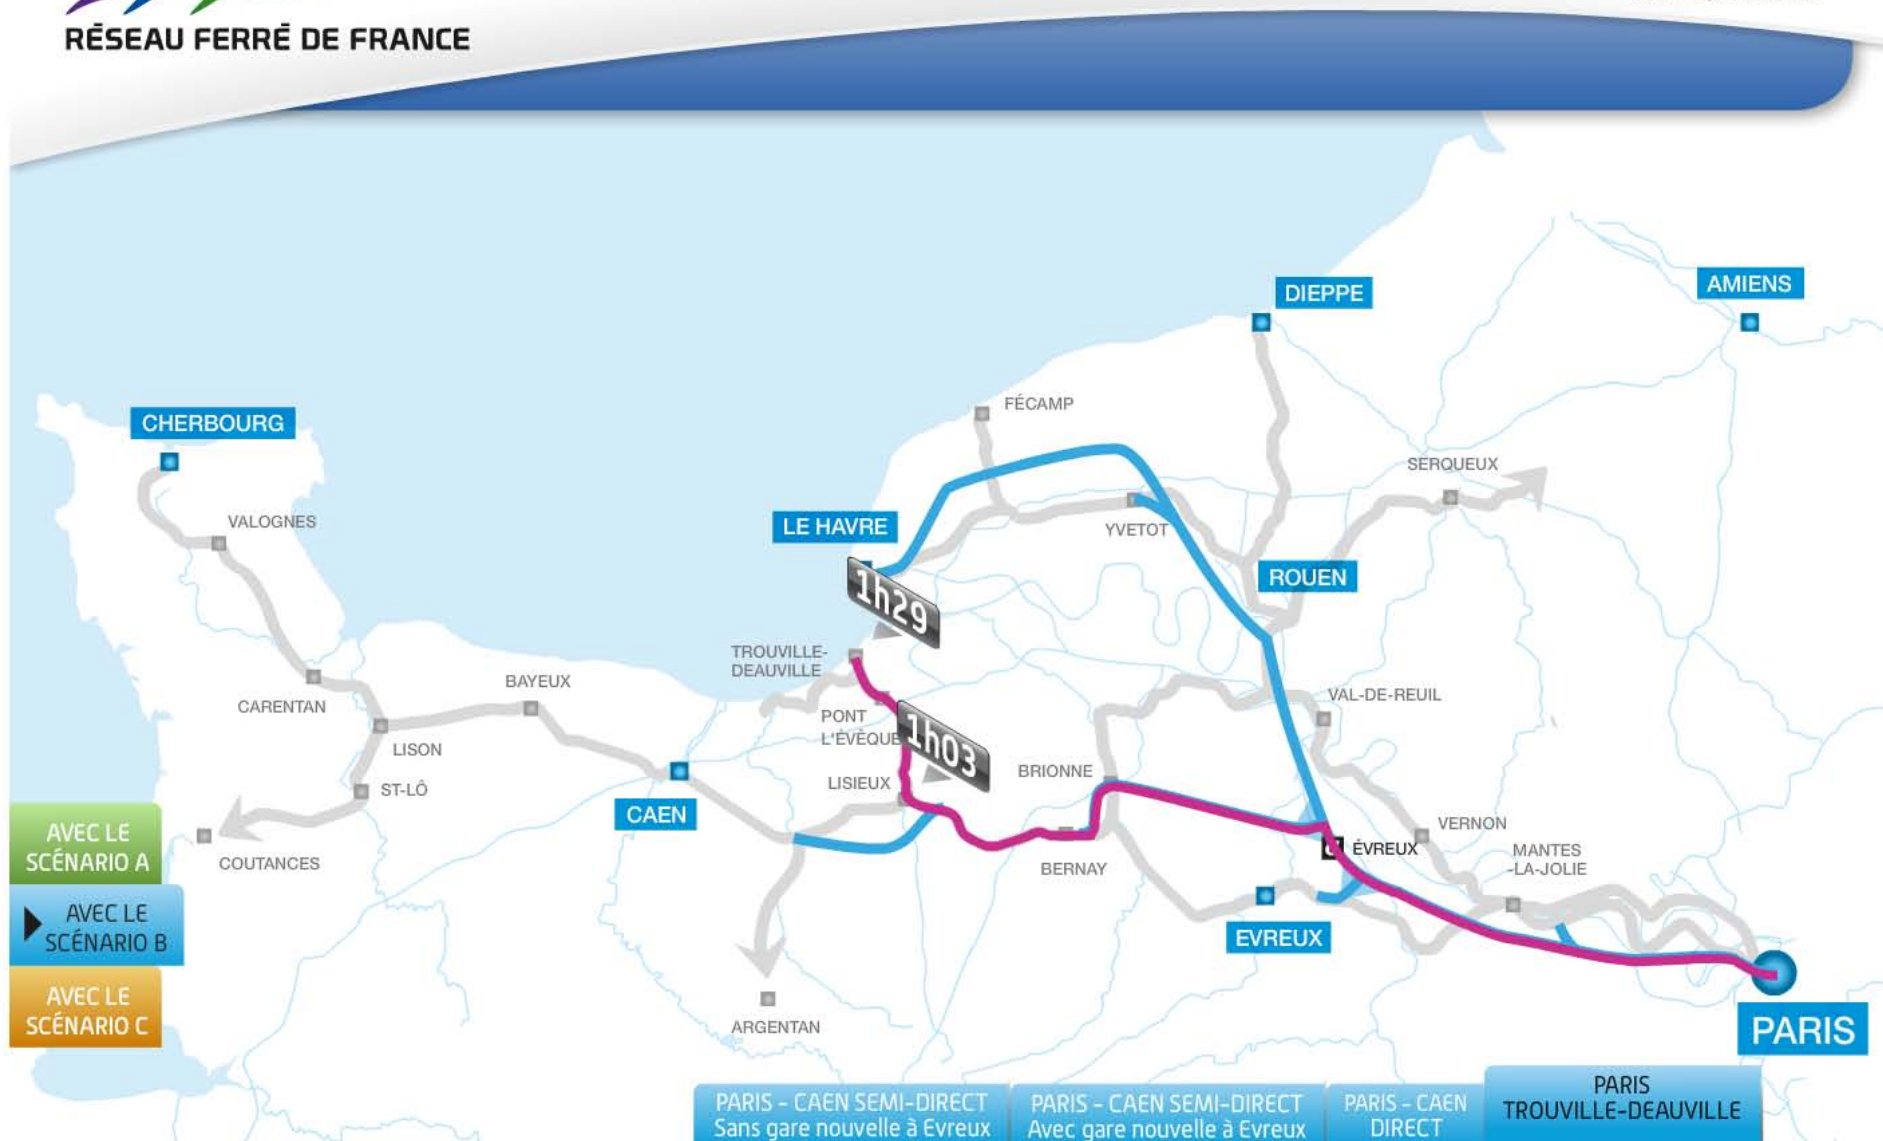 RÉSEAU FERRÉ DE FRANCE
DIEPPE
AMIENS
FÉCAMP
CHERBOURG
SERQUEUX
VALOGNES
LE HAVRE
YVETOT
ROUEN
1h29
TROUVILLE-
DEAUVILLE
BAYEUX
VAL-DE-REUIL
CARENTAN
PONT
L'ÉVÈQUE
1h03
LISON
BRIONNE
LISIEUX
ST-LÔ
CAEN
VERNON
AVEC LE
SCÉNARIO A
ÉVREUX
MANTES
-LA-JOLIE
COUTANCES
BERNAY
AVEC LE
SCÉNARIO B
EVREUX
AVEC LE
SCÉNARIO C
ARGENTAN
PARIS
PARIS - CAEN SEMI-DIRECT
Sans gare nouvelle à Evreux
PARIS - CAEN SEMI-DIRECT
Avec gare nouvelle à Evreux
PARIS - CAEN
DIRECT
PARIS
TROUVILLE-DEAUVILLE